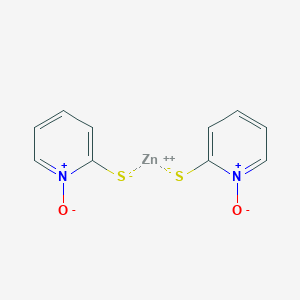 Zn ++
S - - S
N + N +
O - O -